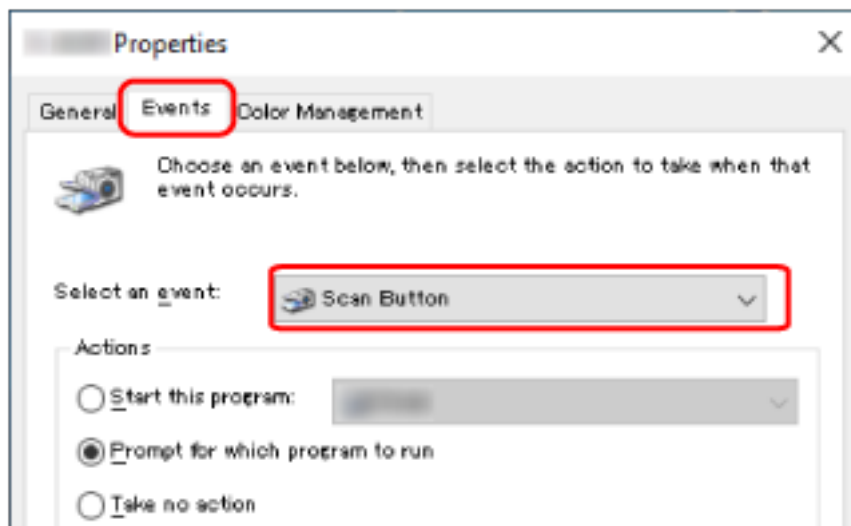 Properties
General Events Color Management
Choose an event below, then select the action to take when that
event occurs.
Select an event: Scan Button
Actions
Start this program:
Prompt for which program to run
Take no action